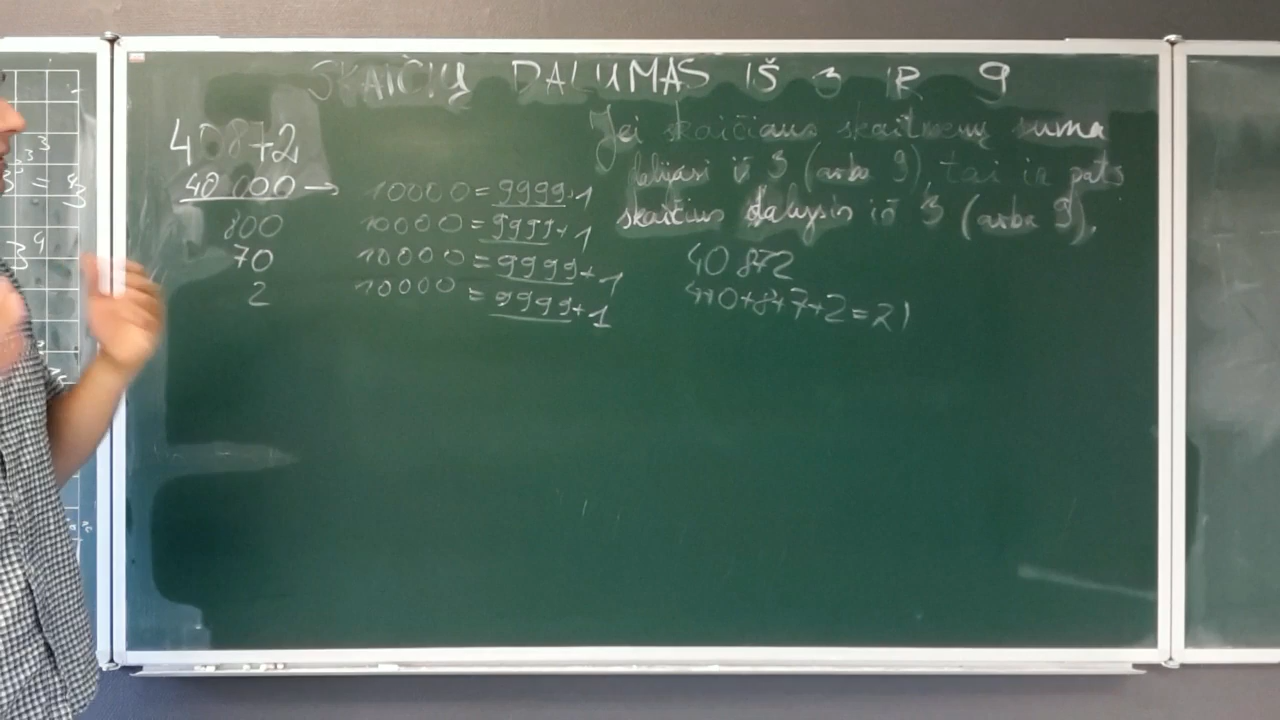 SKAIČIŲ DALUMAS IŠ 3 IR 9
40872
40 000 →
800
70
2
10000 = 9999+1
10000 = 9999+1
10000 = 9999+1
10000 = 9999+1
Jei skaičiaus skaitmenų suma
dalijasi iš 3 (arba 9), tai ir pats
skaičius dalijasi iš 3 (arba 9).
40 872
4+0+8+7+2=21